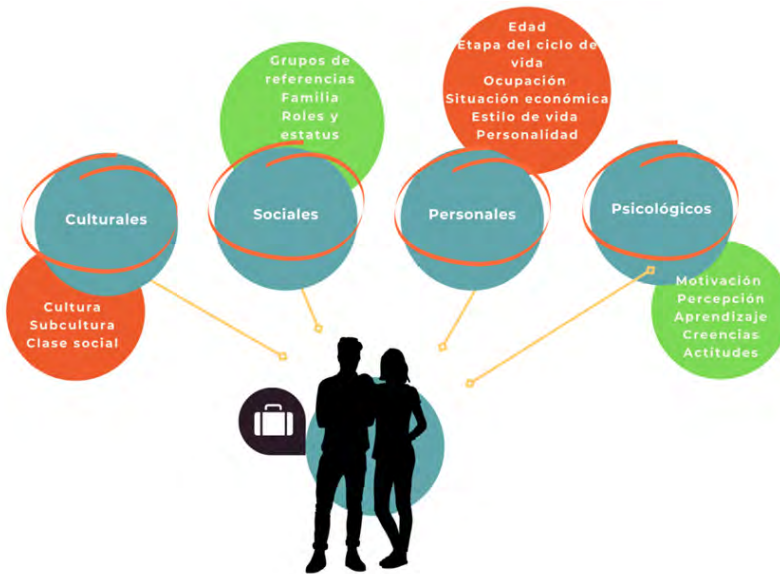 Culturales
Cultura
Subcultura
Clase social
Grupos de
referencias
Familia
Roles y
estatus
Sociales
Edad
Etapa del ciclo de
vida
Ocupación
Situación económica
Estilo de vida
Personalidad
Personales
Psicológicos
Motivación
Percepción
Aprendizaje
Creencias
Actitudes